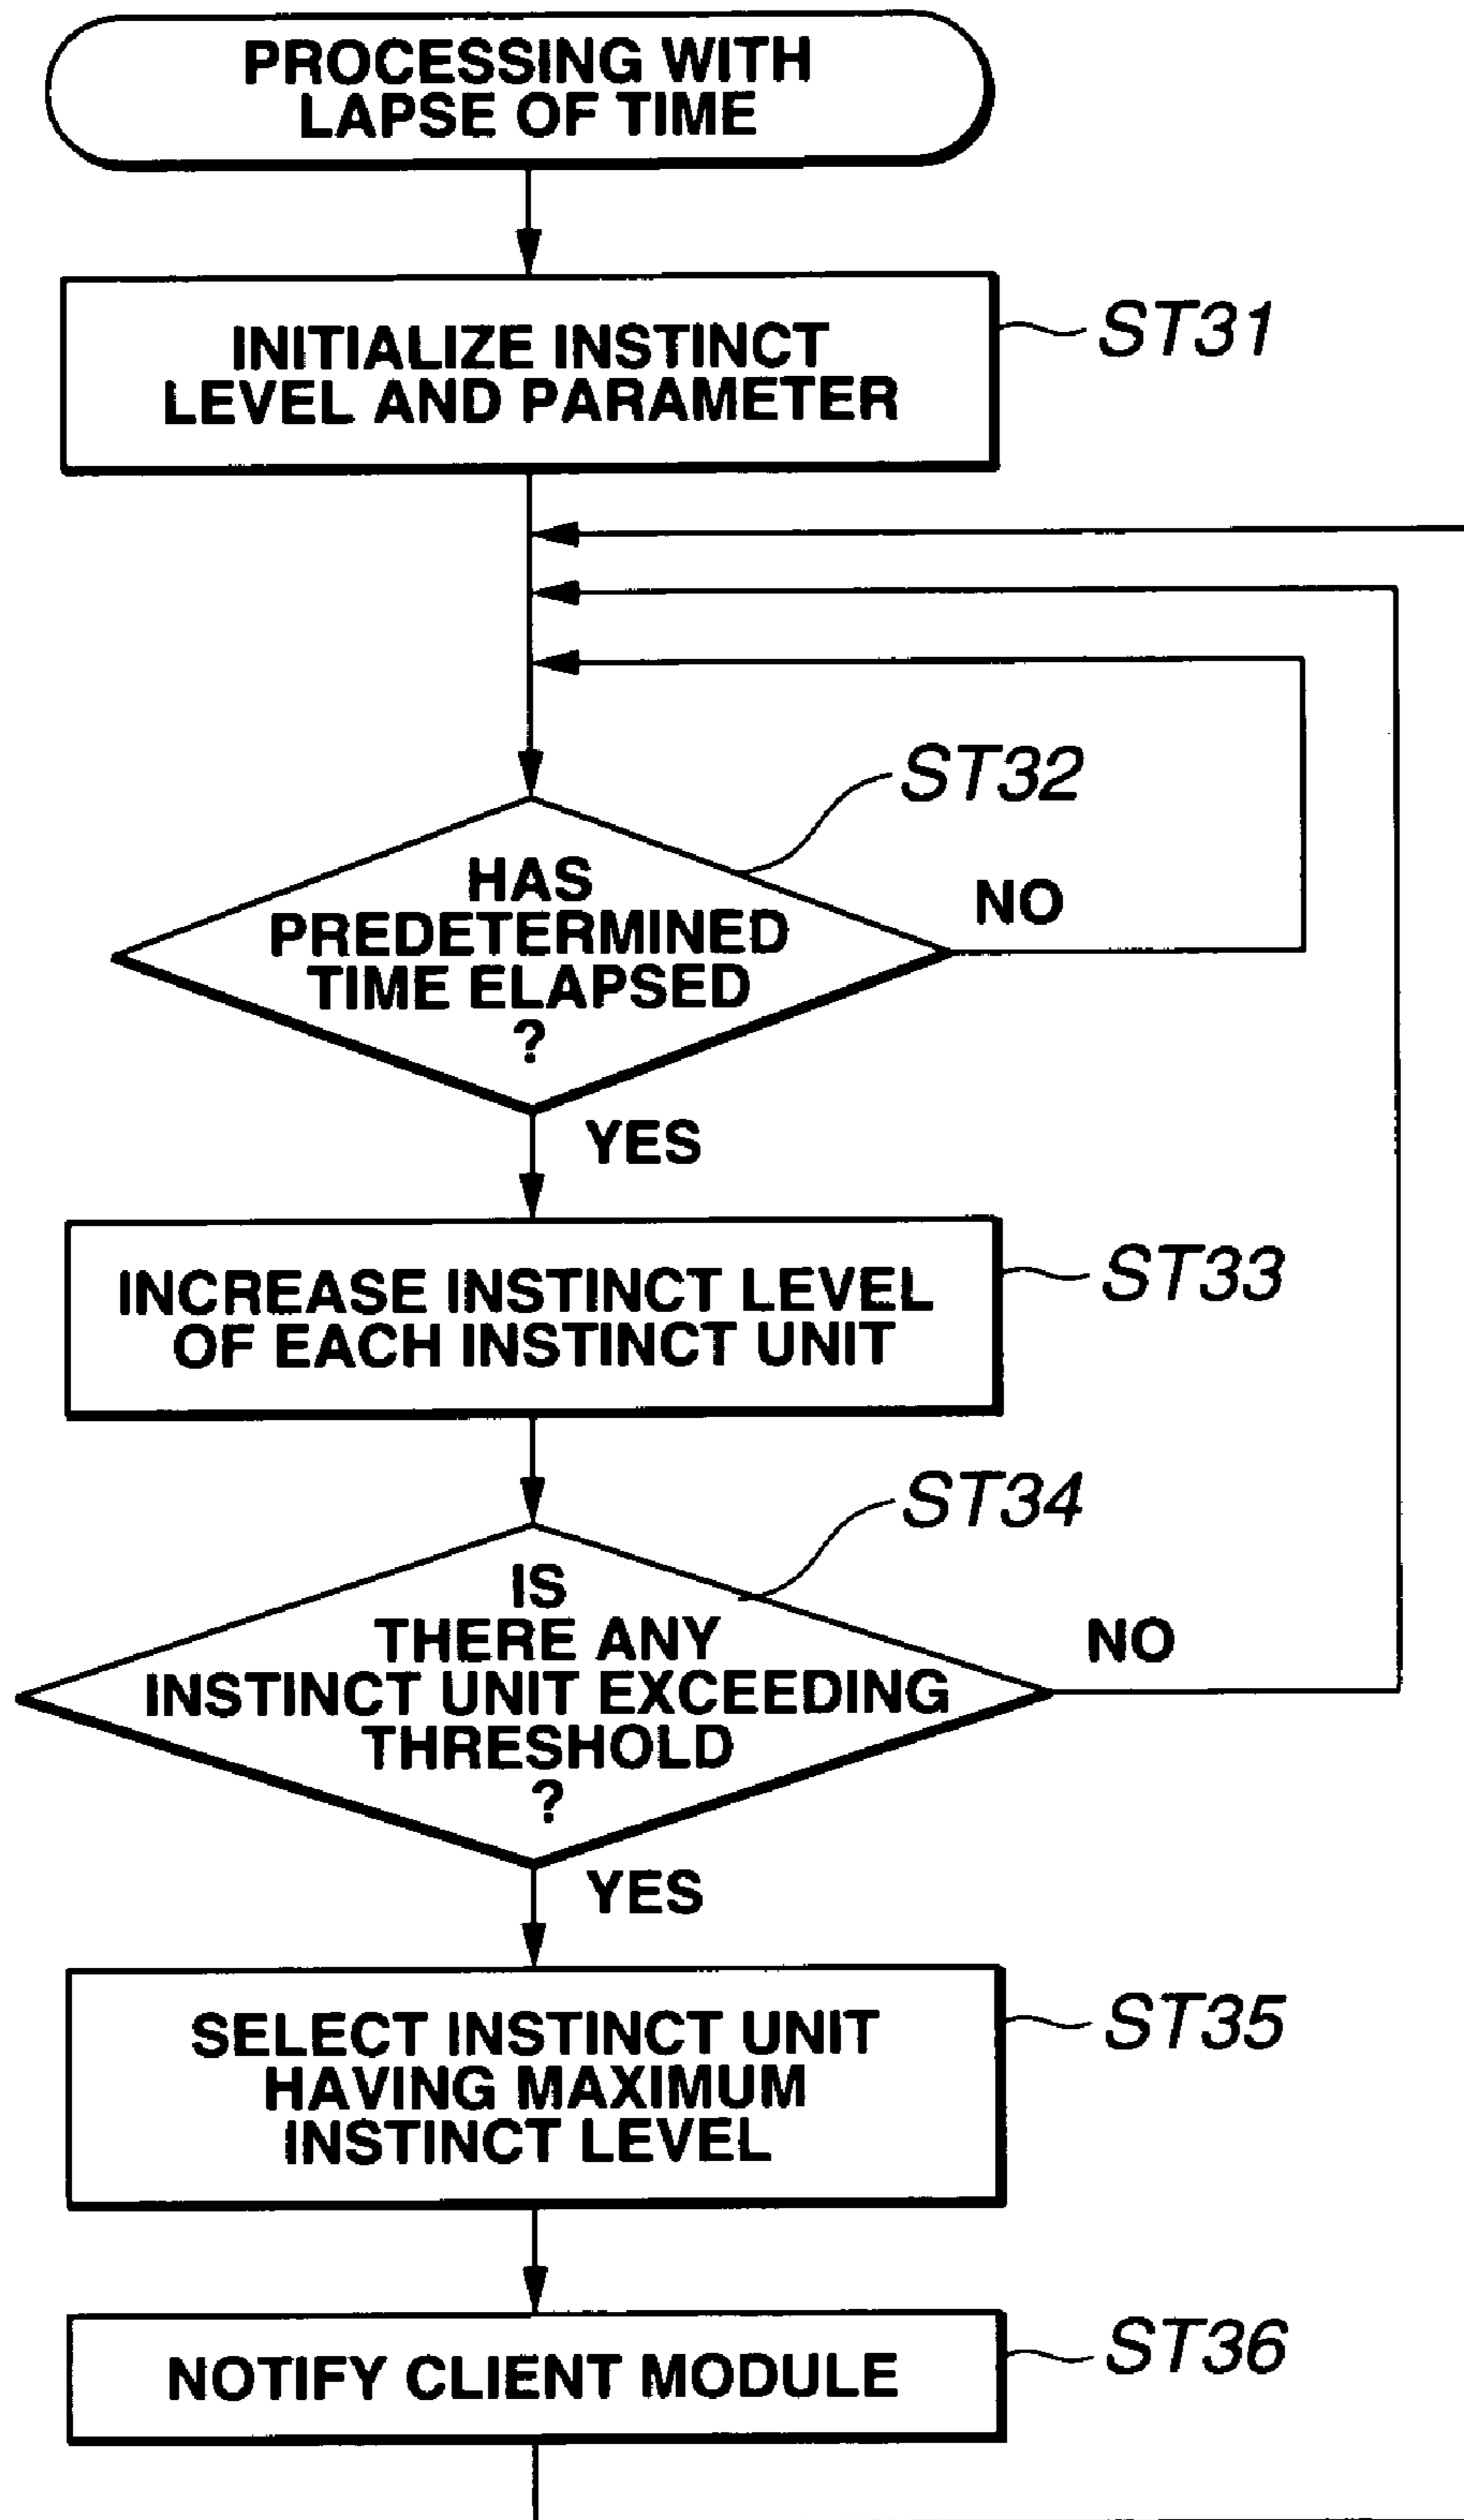 PROCESSING WITH
LAPSE OF TIME
INITIALIZE INSTINCT
LEVEL AND PARAMETER
ST31
ST32
HAS
PREDETERMINED
TIME ELAPSED
?
NO
YES
INCREASE INSTINCT LEVEL
OF EACH INSTINCT UNIT
ST33
ST34
IS
THERE ANY
INSTINCT UNIT EXCEEDING
THRESHOLD
?
NO
YES
SELECT INSTINCT UNIT
HAVING MAXIMUM
INSTINCT LEVEL
ST35
NOTIFY CLIENT MODULE
ST36